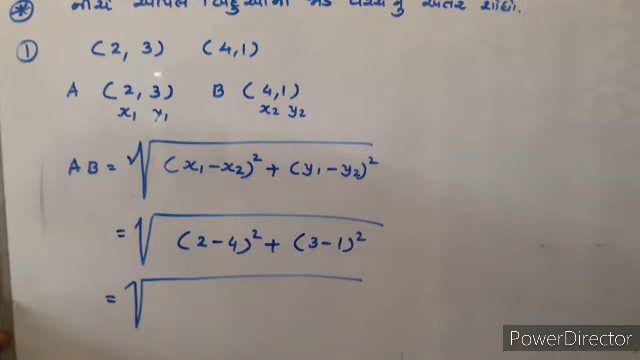 * નીચે આપેલ બિંદુઓની જોડ વચ્ચેનું અંતર શોધો.
① (2, 3) (4,1)
A (2, 3) B (4,1)
x₁ y₁ x₂ y₂
AB = √(x₁-x₂)² + (y₁-y₂)²
= √(2-4)² + (3-1)²
= √
PowerDirector